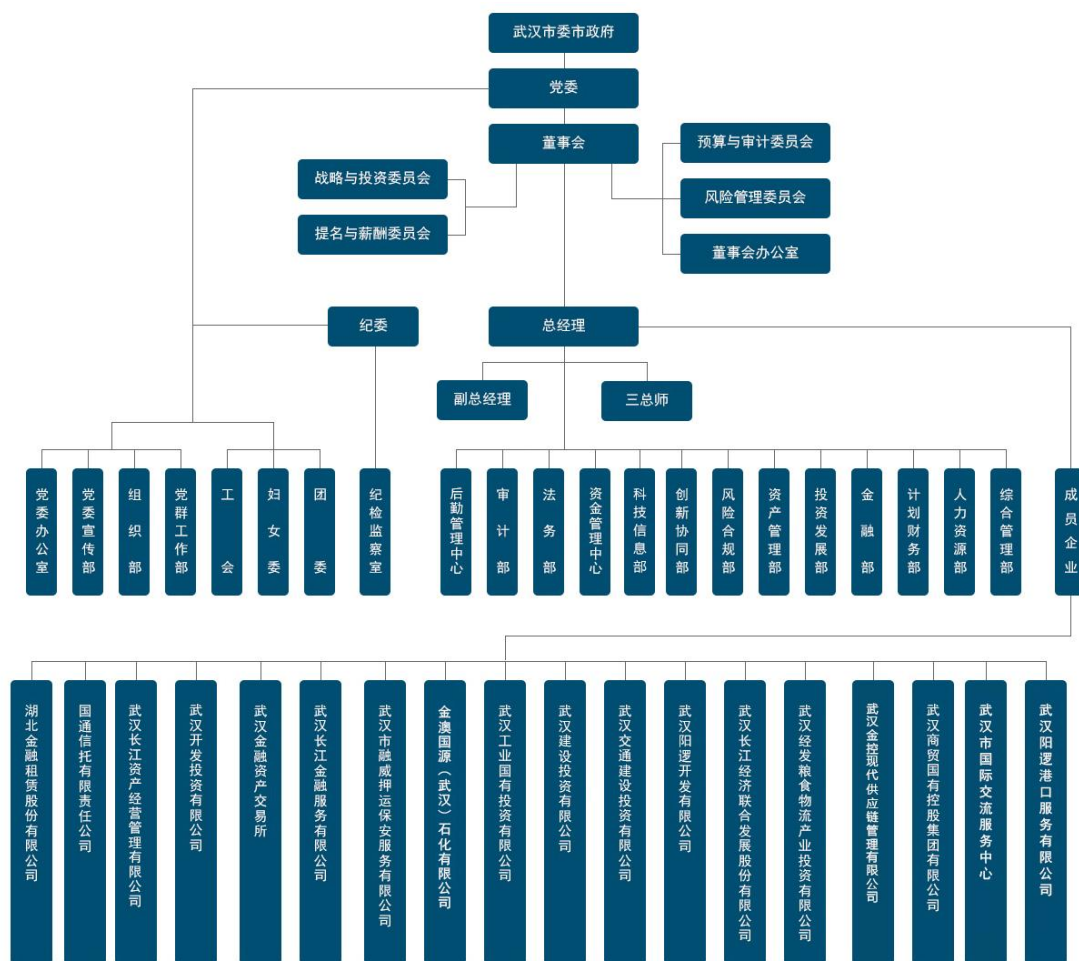 武汉市委市政府
党委
董事会
预算与审计委员会
战略与投资委员会
风险管理委员会
提名与薪酬委员会
董事会办公室
纪委
总经理
副总经理
三总师
党委办公室
党委宣传部
组织部
党群工作部
工会
妇女委
团委
纪检监察室
后勤管理中心
审计部
法务部
资金管理中心
科技信息部
创新协同部
风险合规部
资产管理部
投资发展部
金融部
计划财务部
人力资源部
综合管理部
成员企业
湖北金融租赁股份有限公司
国通信托有限责任公司
武汉长江资产经营管理有限公司
武汉开发投资有限公司
武汉金融资产交易所
武汉长江金融服务有限公司
武汉市融威押运保安服务有限公司
金澳国源（武汉）石化有限公司
武汉工业国有投资有限公司
武汉建设投资有限公司
武汉交通建设投资有限公司
武汉阳逻开发有限公司
武汉长江经济联合发展股份有限公司
武汉经发粮食物流产业投资有限公司
武汉金控现代供应链管理有限公司
武汉商贸国有控股集团有限公司
武汉市国际交流服务中心
武汉阳逻港口服务有限公司